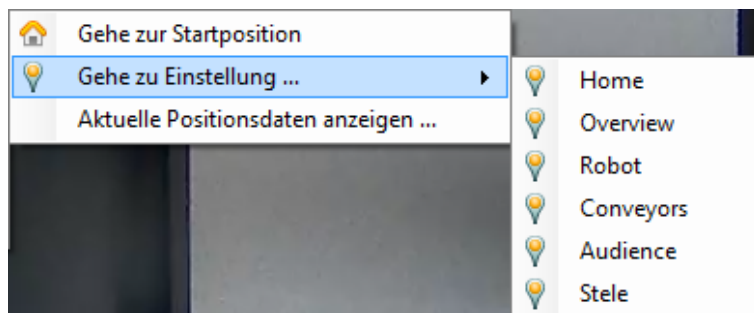 Gehe zur Startposition
Gehe zu Einstellung ...
Aktuelle Positionsdaten anzeigen ...
Home
Overview
Robot
Conveyors
Audience
Stele